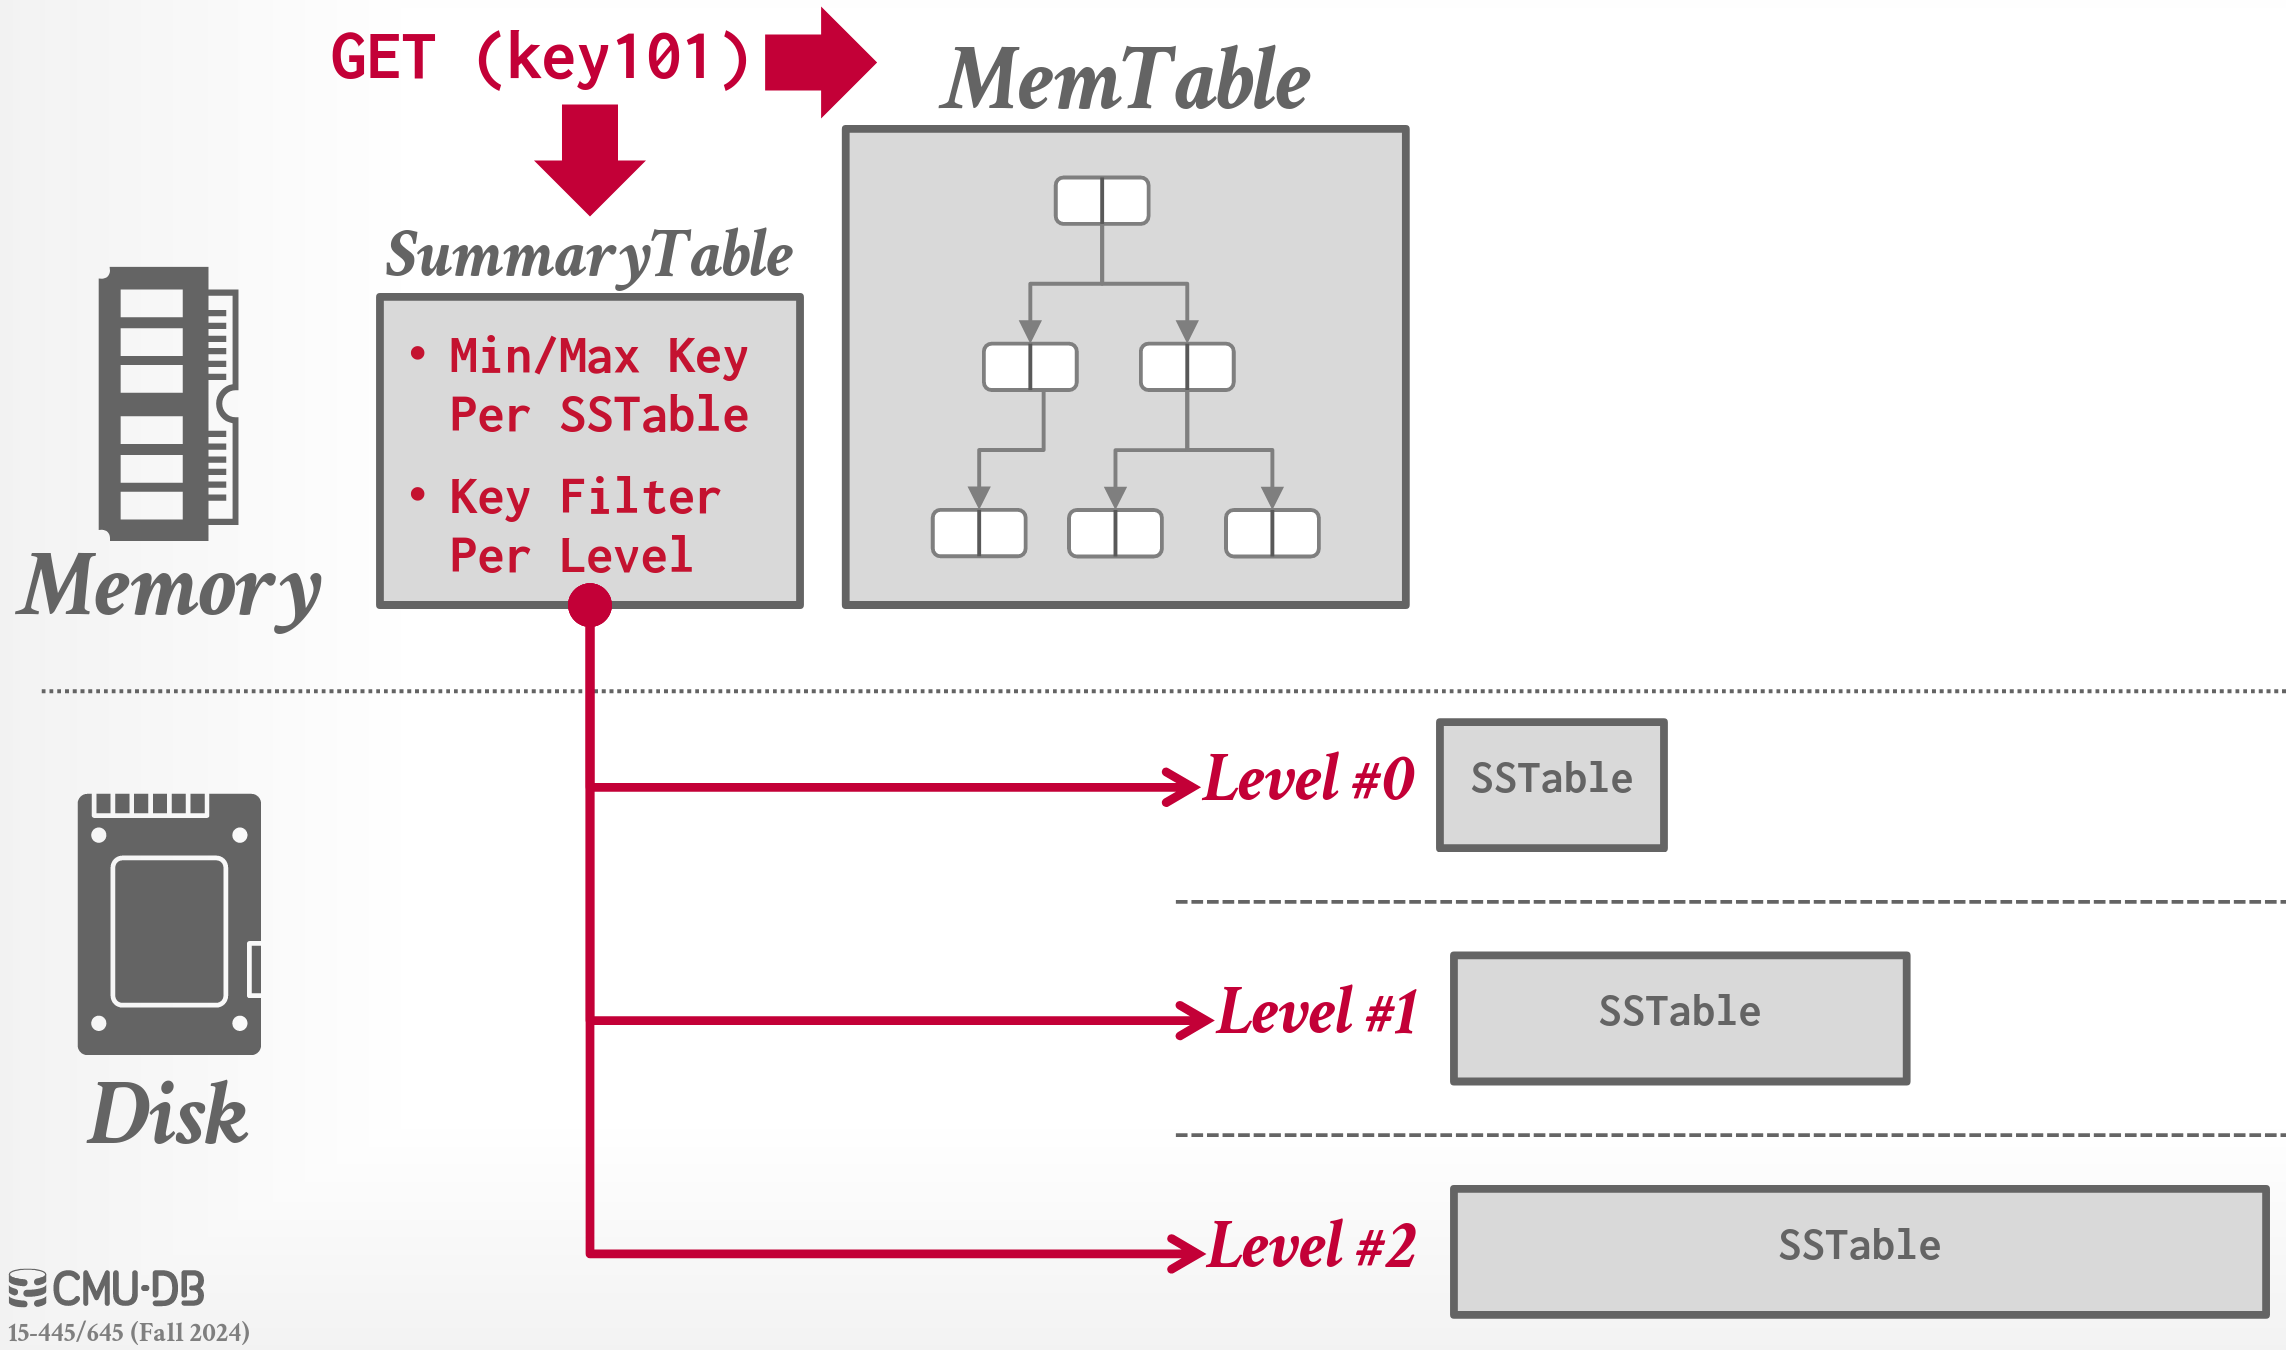 GET (key101)
MemTable
SummaryTable
• Min/Max Key
Per SSTable
• Key Filter
Per Level
Memory
Level #0
SSTable
Level #1
SSTable
Disk
Level #2
SSTable
CMU·DB
15-445/645 (Fall 2024)